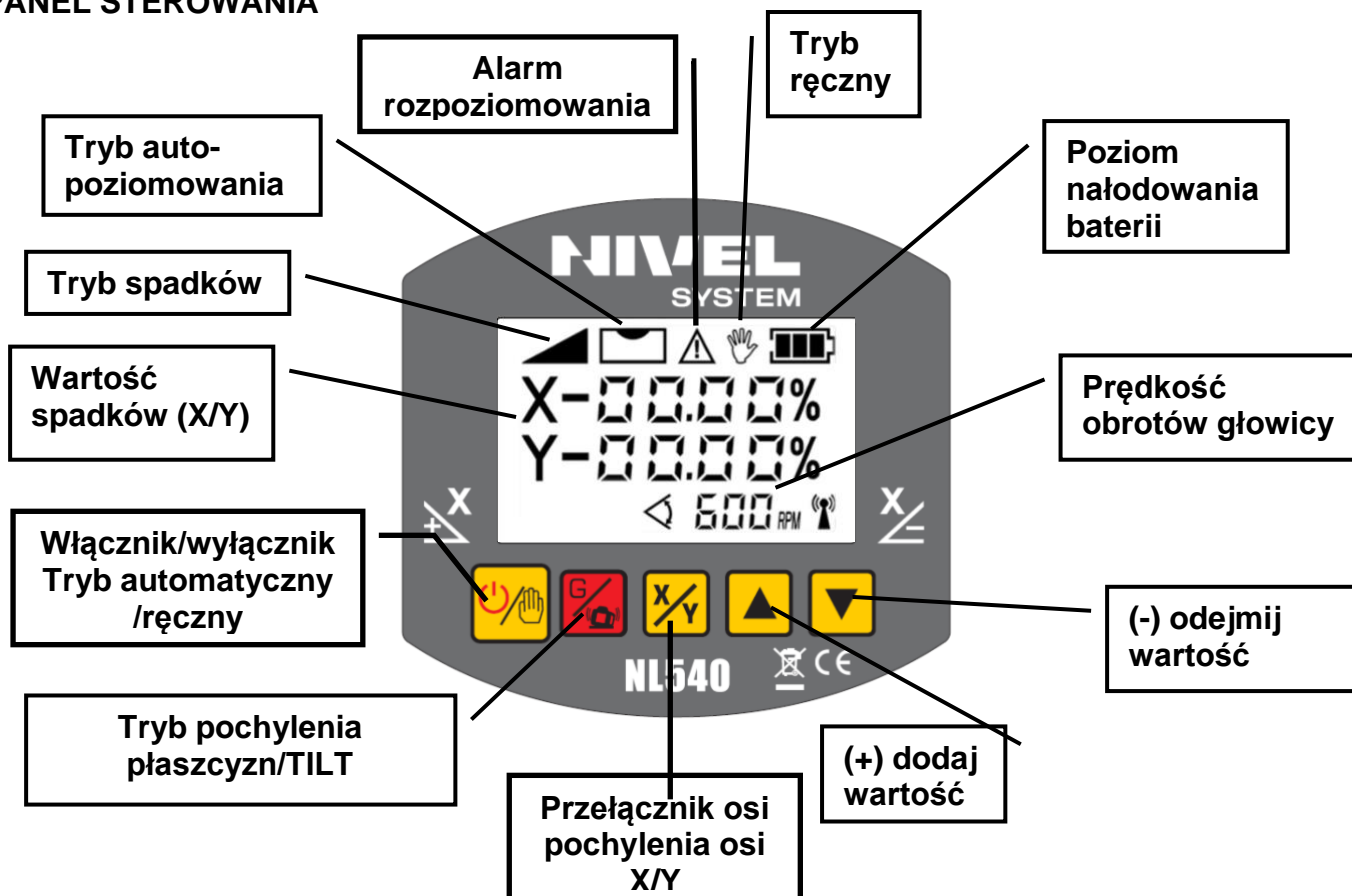 PANEL STEROWANIA
Alarm
rozpoziomowania
Tryb
ręczny
Tryb auto-
poziomowania
Poziom
nałodowania
baterii
Tryb spadków
Wartość
spadków (X/Y)
Prędkość
obrotów głowicy
NIVEL
SYSTEM
X-00.00%
Y-00.00%
600 RPM
+ X
X -
Włącznik/wyłącznik
Tryb automatyczny
/ręczny
G
X/Y
NL540
CE
(-) odejmij
wartość
Tryb pochylenia
płaszcyzn/TILT
(+) dodaj
wartość
Przełącznik osi
pochylenia osi
X/Y